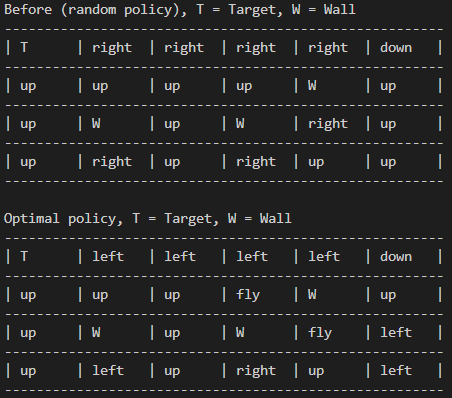 Before (random policy), T = Target, W = Wall
-------------------------------------------------------
| T | right | right | right | right | down |
-------------------------------------------------------
| up | up | up | up | W | up |
-------------------------------------------------------
| up | W | up | W | right | up |
-------------------------------------------------------
| up | right | up | right | up | up |
-------------------------------------------------------
Optimal policy, T = Target, W = Wall
-------------------------------------------------------
| T | left | left | left | left | down |
-------------------------------------------------------
| up | up | up | fly | W | up |
-------------------------------------------------------
| up | W | up | W | fly | left |
-------------------------------------------------------
| up | left | up | right | up | left |
-------------------------------------------------------